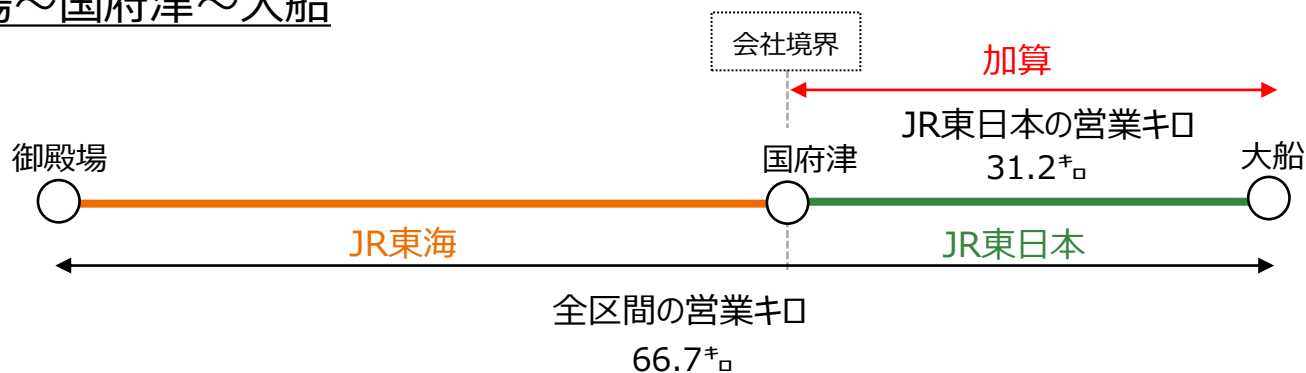 場～国府津～大船
会社境界
加算
JR東日本の営業キロ
31.2㌔
御殿場
国府津
大船
JR東海
JR東日本
全区間の営業キロ
66.7㌔